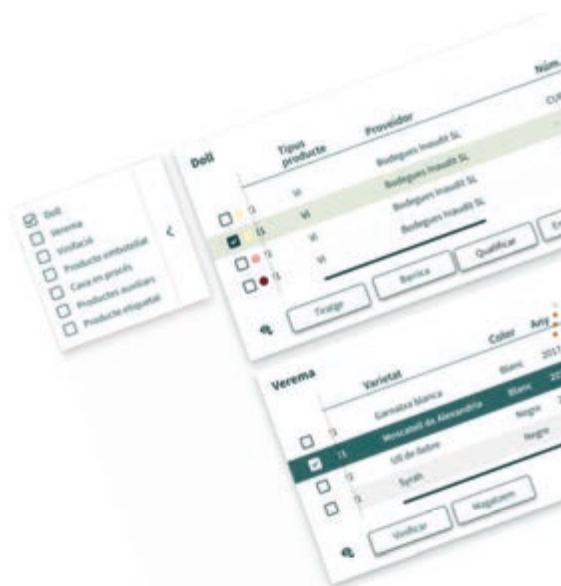 Doll
Verema
Vinifació
Producte embotellat
Cava en procés
Productes auxiliars
Producte etiquetat
Doll
Tipus producte
Proveïdor
Núm.
VI
Bodegues Inaudit SL
VI
Bodegues Inaudit SL
VI
Bodegues Inaudit SL
VI
Bodegues Inaudit SL
Tiratge
Barrica
Qualificar
Verema
Varietat
Color
Any
Garnatxa blanca
Blanc
2017
Moscatell de Alexandria
Blanc
Ull de llebre
Negre
Syrah
Negre
Vinificar
Magatzem